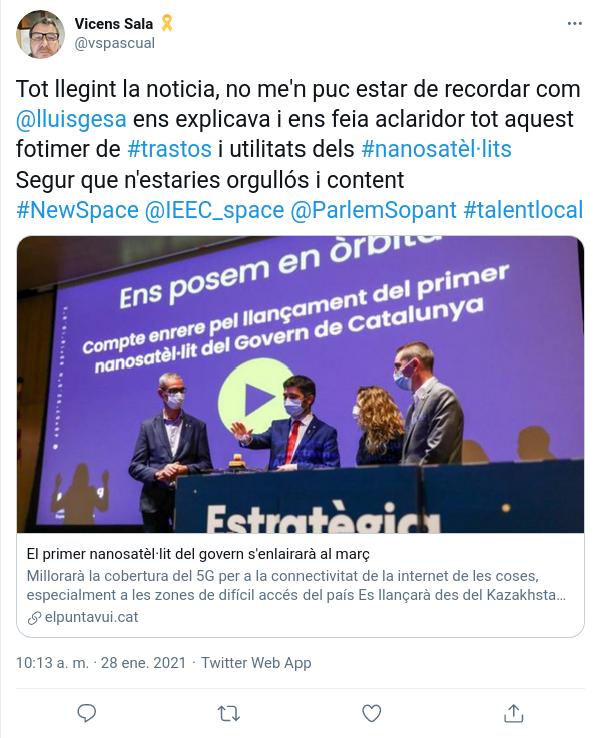 Vicens Sala 🎗
@vspascual
Tot llegint la noticia, no me'n puc estar de recordar com
@lluisgesa ens explicava i ens feia aclaridor tot aquest
fotimer de #trastos i utilitats dels #nanosatèl·lits
Segur que n'estaries orgullós i content
#NewSpace @IEEC_space @ParlemSopant #talentlocal
Ens posem en òrbita
Compte enrere pel llançament del primer
nanosatèl·lit del Govern de Catalunya
Estratègica
El primer nanosatèl·lit del govern s'enlairarà al març
Millorarà la cobertura del 5G per a la connectivitat de la internet de les coses,
especialment a les zones de difícil accés del país Es llançarà des del Kazakhsta…
elpuntavui.cat
10:13 a. m. · 28 ene. 2021 · Twitter Web App